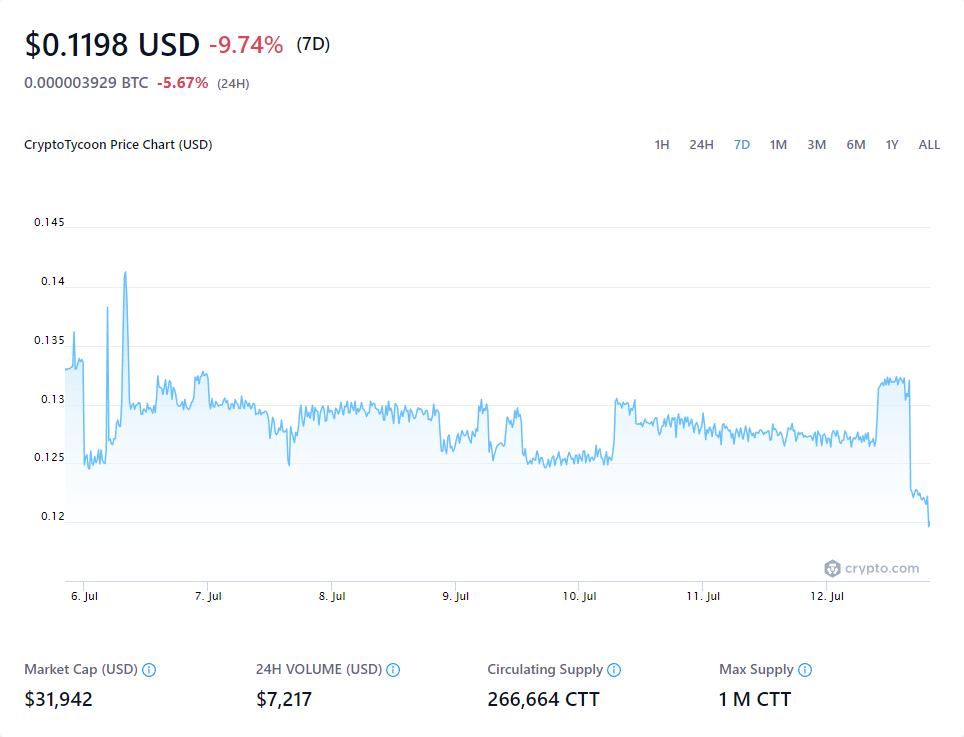 $0.1198 USD -9.74% (7D)
0.000003929 BTC -5.67% (24H)
CryptoTycoon Price Chart (USD) 1H 24H 7D 1M 3M 6M 1Y ALL
0.145
0.14
0.135
0.13
0.125
0.12
crypto.com
6. Jul 7. Jul 8. Jul 9. Jul 10. Jul 11. Jul 12. Jul
Market Cap (USD) 24H VOLUME (USD) Circulating Supply Max Supply
$31,942 $7,217 266,664 CTT 1 M CTT